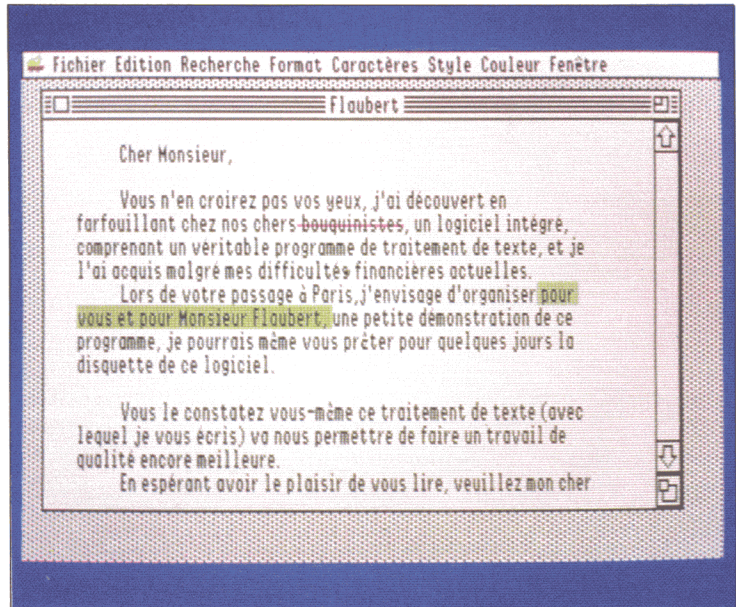 Fichier Edition Recherche Format Caractères Style Couleur Fenêtre
Flaubert
Cher Monsieur,
Vous n'en croirez pas vos yeux, j'ai découvert en
farfouillant chez nos chers bouquinistes, un logiciel intégré,
comprenant un véritable programme de traitement de texte, et je
l'ai acquis malgré mes difficultés financières actuelles.
Lors de votre passage à Paris,j'envisage d'organiser pour
vous et pour Monsieur Flaubert, une petite démonstration de ce
programme, je pourrais même vous prêter pour quelques jours la
disquette de ce logiciel.
Vous le constatez vous-même ce traitement de texte (avec
lequel je vous écris) va nous permettre de faire un travail de
qualité encore meilleure.
En espérant avoir le plaisir de vous lire, veuillez mon cher